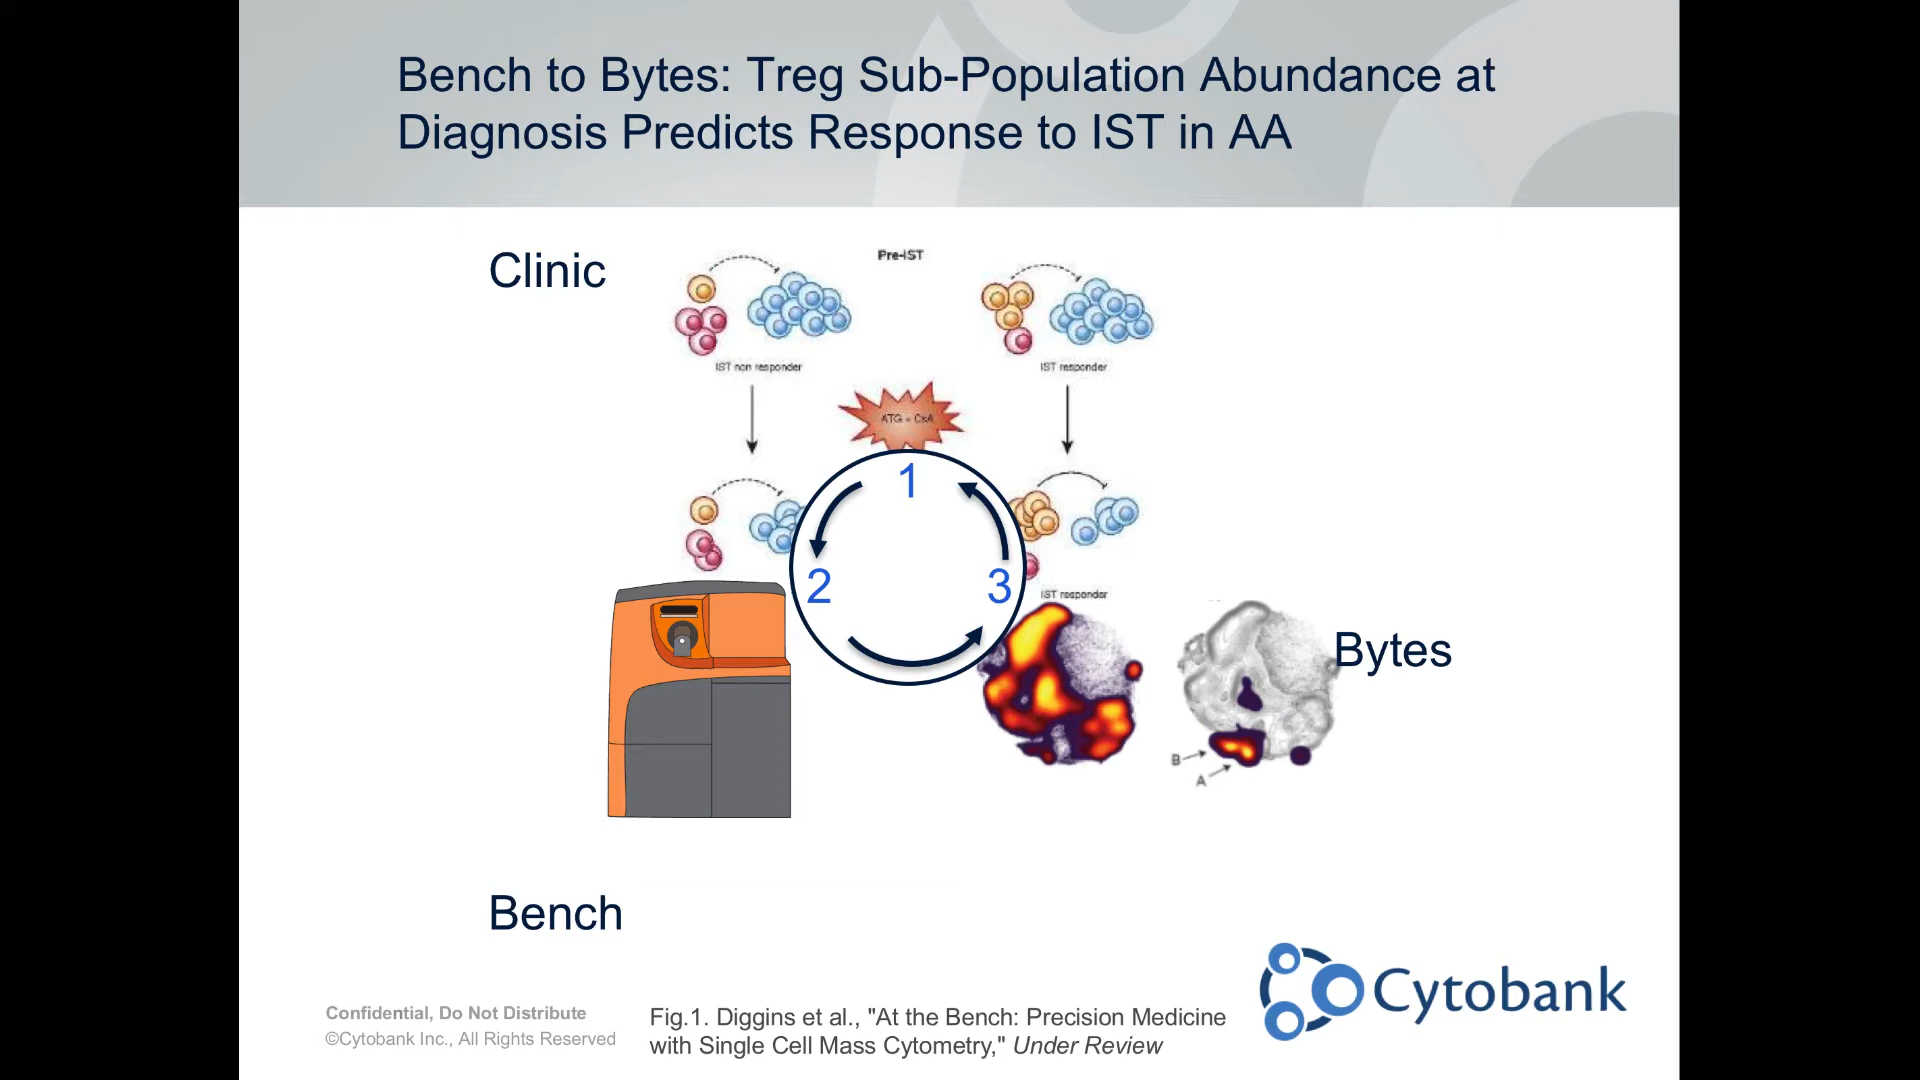 Bench to Bytes: Treg Sub-Population Abundance at
Diagnosis Predicts Response to IST in AA
Clinic
Pre-IST
IST non responder
IST responder
ATG + CsA
1
2
3
IST responder
Bytes
B
A
Bench
Cytobank
Confidential, Do Not Distribute
©Cytobank Inc., All Rights Reserved
Fig.1. Diggins et al., "At the Bench: Precision Medicine
with Single Cell Mass Cytometry," Under Review